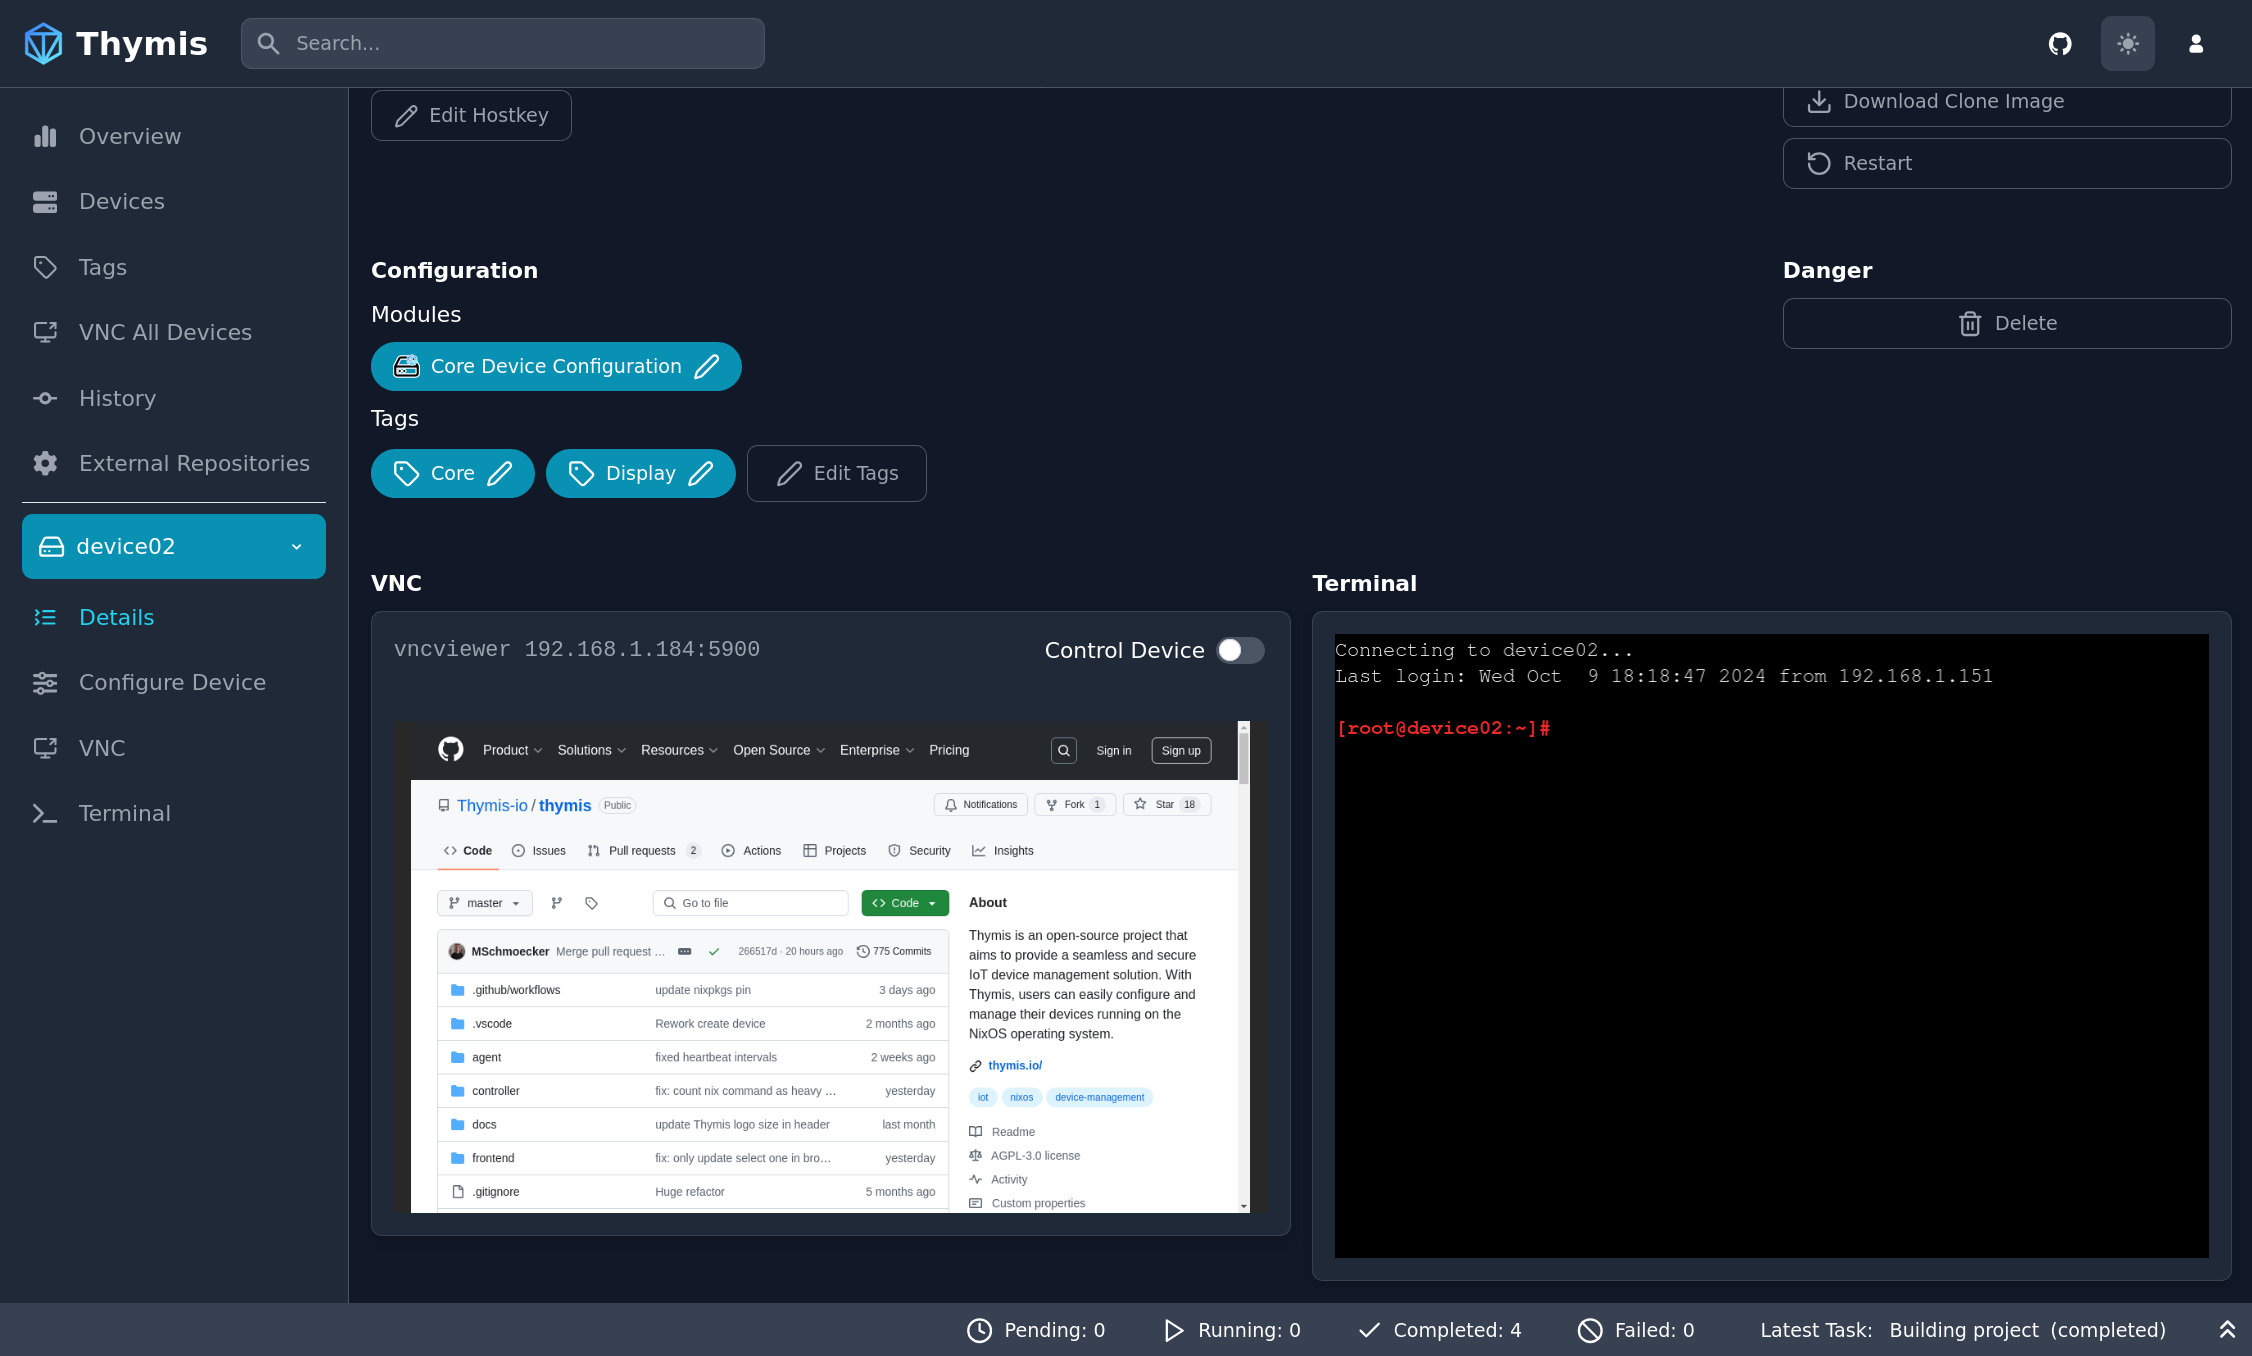 Thymis
Search...
Overview
Devices
Tags
VNC All Devices
History
External Repositories
device02
Details
Configure Device
VNC
Terminal
Edit Hostkey
Download Clone Image
Restart
Configuration
Modules
Core Device Configuration
Tags
Core
Display
Edit Tags
Danger
Delete
VNC
vncviewer 192.168.1.184:5900
Control Device
Product
Solutions
Resources
Open Source
Enterprise
Pricing
Sign in
Sign up
Thymis-io / thymis
Public
Notifications
Fork 1
Star 18
Code
Issues
Pull requests 2
Actions
Projects
Security
Insights
master
Go to file
Code
MSchmoecker Merge pull request ...
266517d · 20 hours ago
775 Commits
.github/workflows update nixpkgs pin 3 days ago
.vscode Rework create device 2 months ago
agent fixed heartbeat intervals 2 weeks ago
controller fix: count nix command as heavy ... yesterday
docs update Thymis logo size in header last month
frontend fix: only update select one in bro... yesterday
.gitignore Huge refactor 5 months ago
About
Thymis is an open-source project that
aims to provide a seamless and secure
IoT device management solution. With
Thymis, users can easily configure and
manage their devices running on the
NixOS operating system.
thymis.io/
iot
nixos
device-management
Readme
AGPL-3.0 license
Activity
Custom properties
Terminal
Connecting to device02...
Last login: Wed Oct  9 18:18:47 2024 from 192.168.1.151
[root@device02:~]#
Pending: 0
Running: 0
Completed: 4
Failed: 0
Latest Task: Building project (completed)